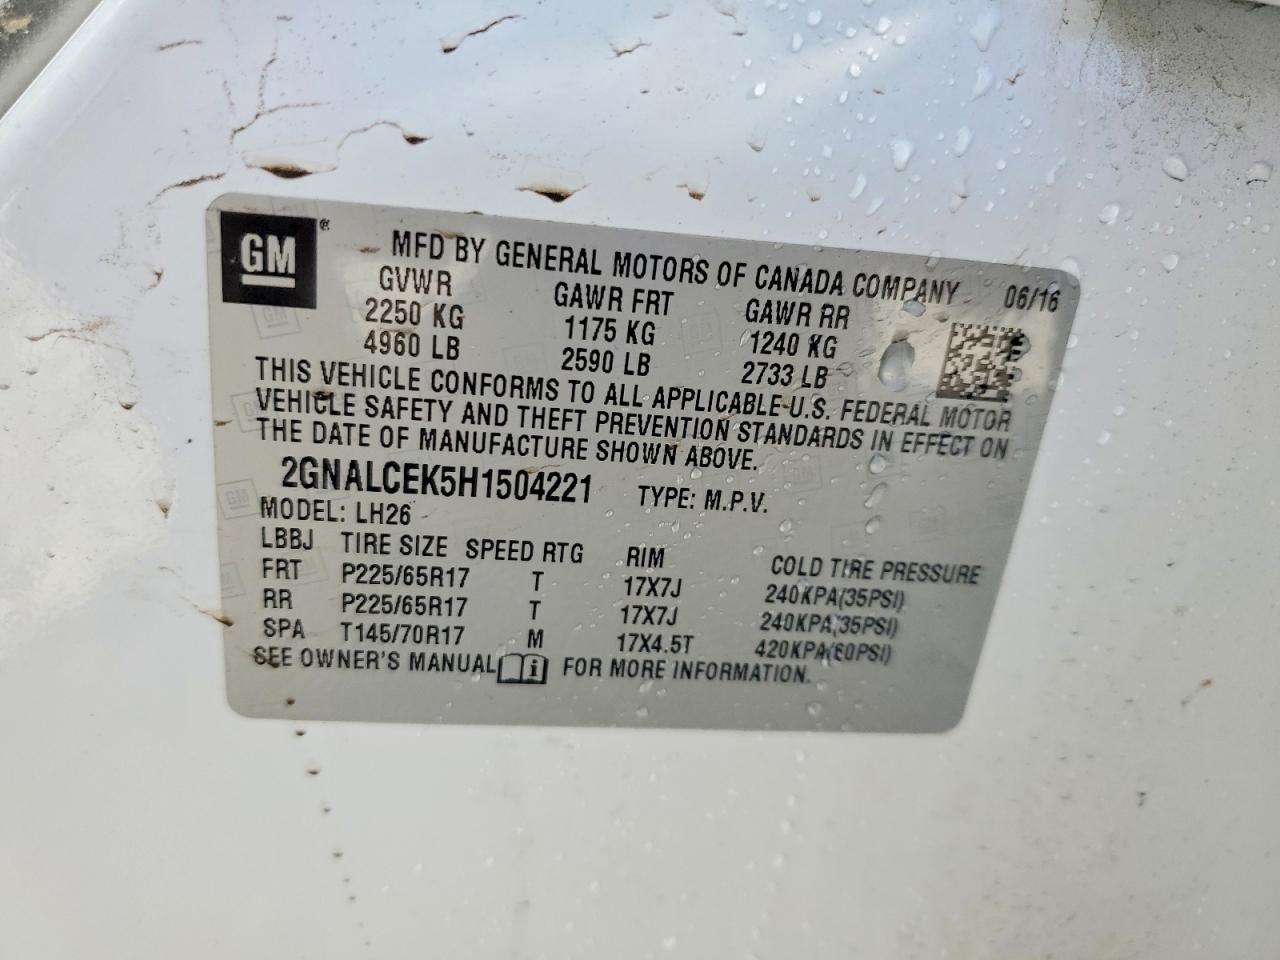 GM ® MFD BY GENERAL MOTORS OF CANADA COMPANY 06/16
GVWR GAWR FRT GAWR RR
2250 KG 1175 KG 1240 KG
4960 LB 2590 LB 2733 LB
THIS VEHICLE CONFORMS TO ALL APPLICABLE U.S. FEDERAL MOTOR
VEHICLE SAFETY AND THEFT PREVENTION STANDARDS IN EFFECT ON
THE DATE OF MANUFACTURE SHOWN ABOVE.
2GNALCEK5H1504221 TYPE: M.P.V.
MODEL: LH26
LBBJ TIRE SIZE SPEED RTG RIM COLD TIRE PRESSURE
FRT P225/65R17 T 17X7J 240KPA(35PSI)
RR P225/65R17 T 17X7J 240KPA(35PSI)
SPA T145/70R17 M 17X4.5T 420KPA(60PSI)
SEE OWNER'S MANUAL i FOR MORE INFORMATION.